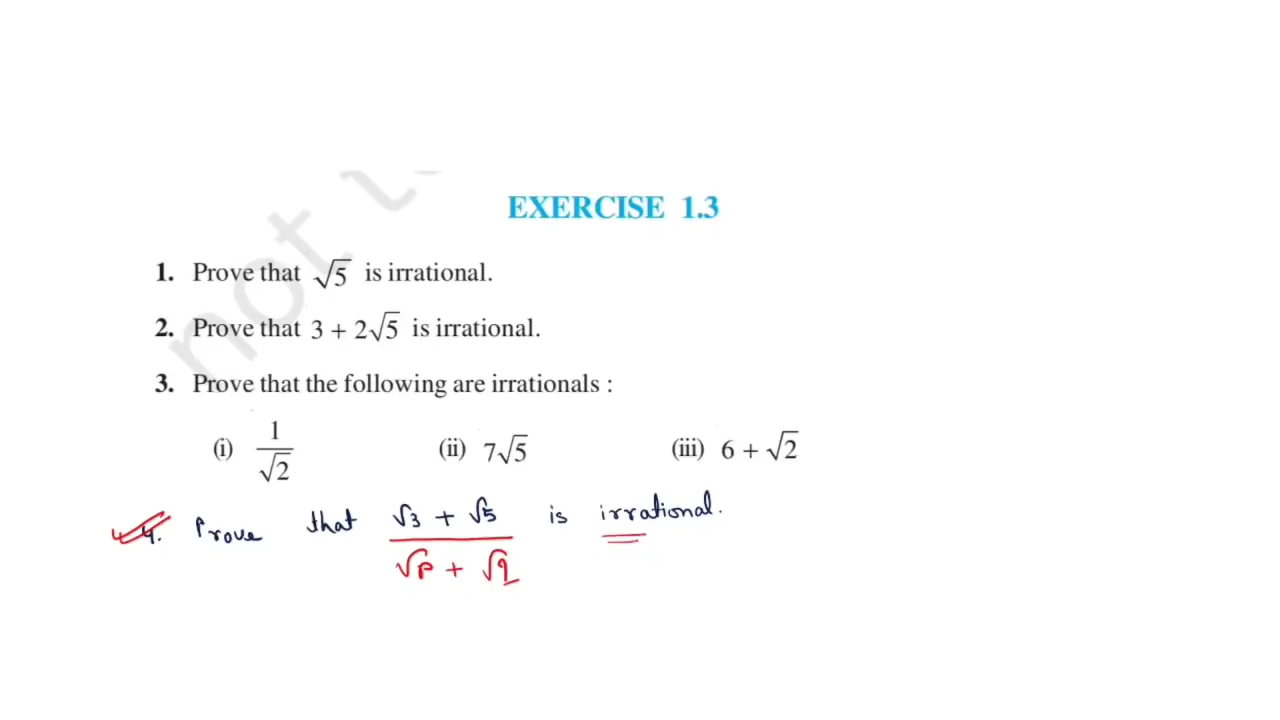 not t
EXERCISE 1.3
1. Prove that √5 is irrational.
2. Prove that 3 + 2√5 is irrational.
3. Prove that the following are irrationals :
(i) 1/√2 (ii) 7√5 (iii) 6 + √2
4. Prove that √3 + √5 is irrational.
√p + √q